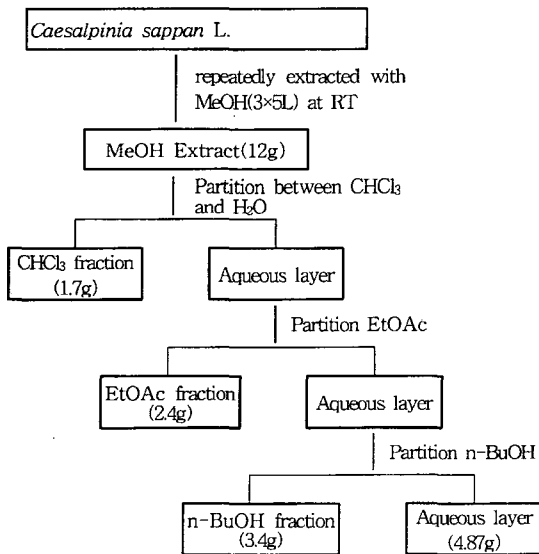 Caesalpinia sappan L.
repeatedly extracted with
MeOH(3×5L) at RT
MeOH Extract(12g)
Partition between CHCl₃
and H₂O
CHCl₃ fraction
(1.7g)
Aqueous layer
Partition EtOAc
EtOAc fraction
(2.4g)
Aqueous layer
Partition n-BuOH
n-BuOH fraction
(3.4g)
Aqueous layer
(4.87g)